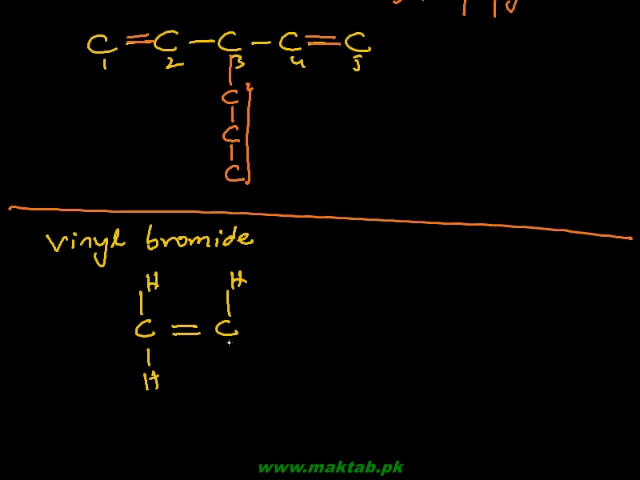 C = C — C — C = C
1 2 3 4 5
C
C
C
vinyl bromide
H H
C = C
H
www.maktab.pk